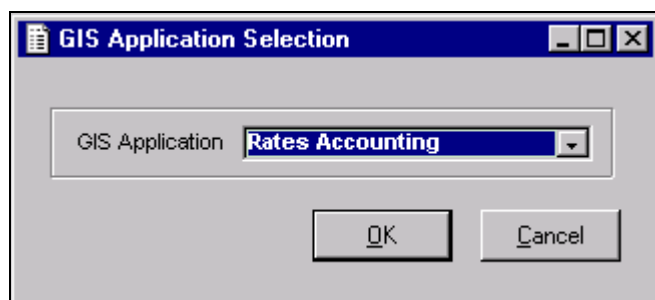 GIS Application Selection
GIS Application Rates Accounting
OK Cancel